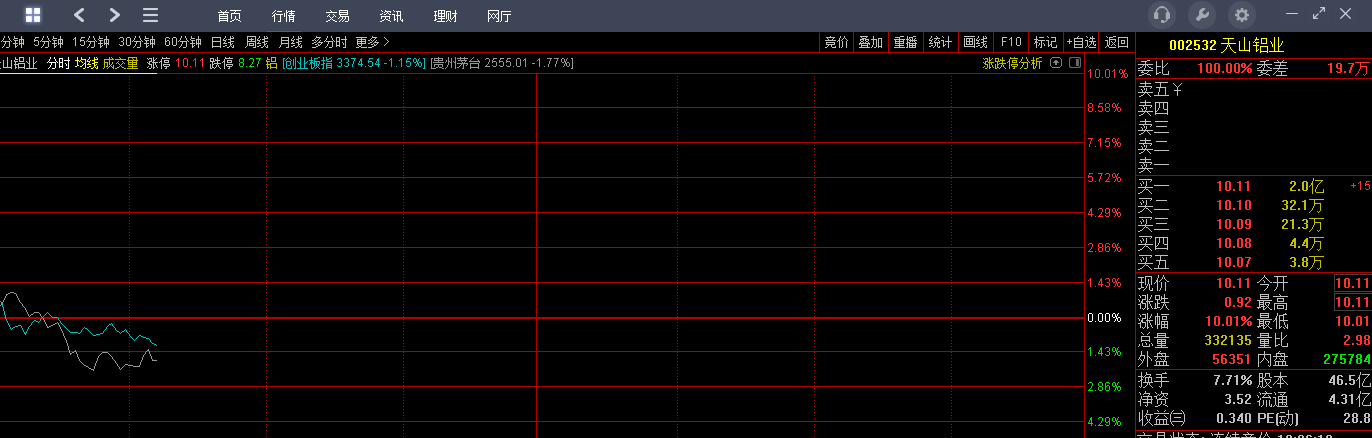 首页 行情 交易 资讯 理财 网厅
分钟 5分钟 15分钟 30分钟 60分钟 日线 周线 月线 多分时 更多 竞价 叠加 重播 统计 画线 F10 标记 +自选 返回
002532 天山铝业
山铝业 分时 均线 成交量 涨停 10.11 跌停 8.27 铝 [创业板指 3374.54 -1.15%] [贵州茅台 2555.01 -1.77%] 涨跌停分析
10.01%
8.58%
7.15%
5.72%
4.29%
2.86%
1.43%
0.00%
1.43%
2.86%
4.29%
委比 100.00% 委差 19.7万
卖五 ¥
卖四
卖三
卖二
卖一
买一 10.11 2.0亿 +15
买二 10.10 32.1万
买三 10.09 21.3万
买四 10.08 4.4万
买五 10.07 3.8万
现价 10.11 今开 10.11
涨跌 0.92 最高 10.11
涨幅 10.01% 最低 10.01
总量 332135 量比 2.98
外盘 56351 内盘 275784
换手 7.71% 股本 46.5亿
净资 3.52 流通 4.31亿
收益㈢ 0.340 PE(动) 28.8